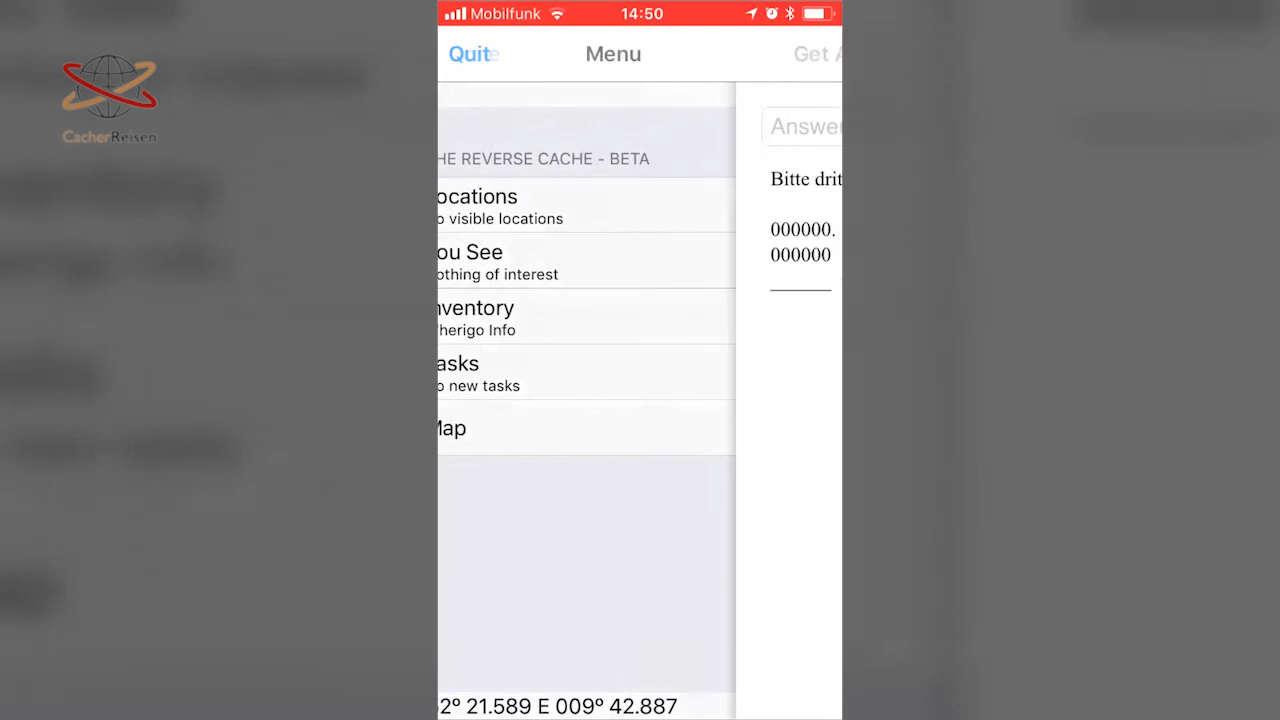 Mobilfunk 14:50
Quit Menu Get A
CacherReisen
Answer
HE REVERSE CACHE - BETA
Bitte drit
ocations
o visible locations
000000.
000000
ou See
othing of interest
nventory
herigo Info
asks
o new tasks
Map
2° 21.589 E 009° 42.887